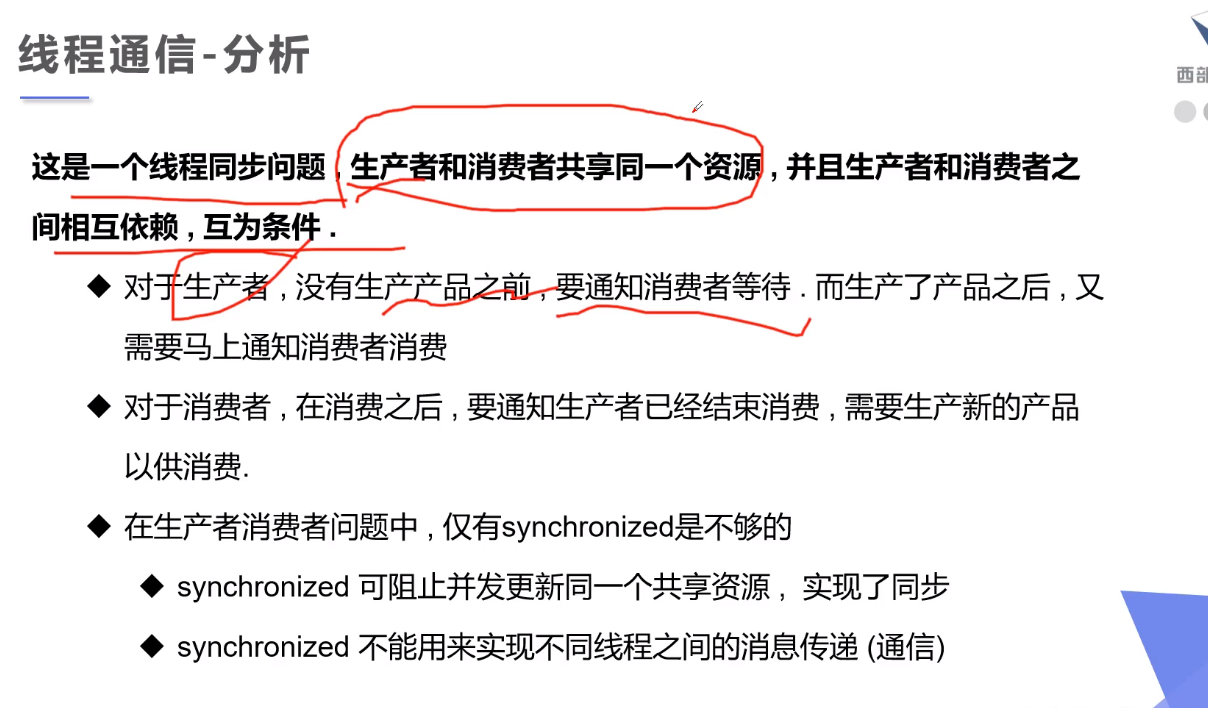 线程通信-分析
西部
这是一个线程同步问题 , 生产者和消费者共享同一个资源 , 并且生产者和消费者之
间相互依赖 , 互为条件 .
对于生产者 , 没有生产产品之前 , 要通知消费者等待 . 而生产了产品之后 , 又
需要马上通知消费者消费
对于消费者 , 在消费之后 , 要通知生产者已经结束消费 , 需要生产新的产品
以供消费.
在生产者消费者问题中 , 仅有synchronized是不够的
synchronized 可阻止并发更新同一个共享资源 , 实现了同步
synchronized 不能用来实现不同线程之间的消息传递 (通信)